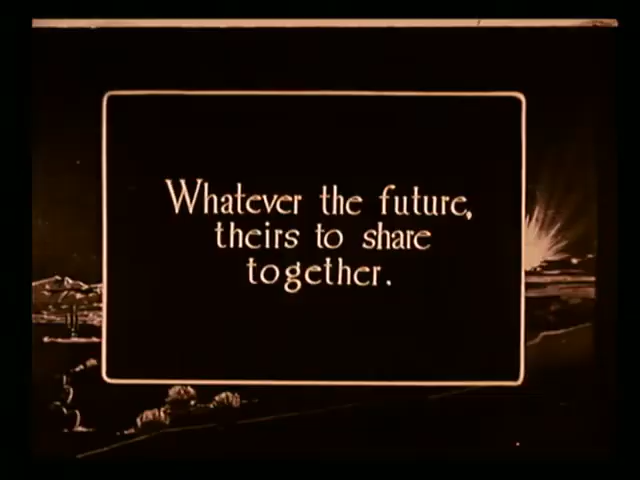 Whatever the future,
theirs to share
together.